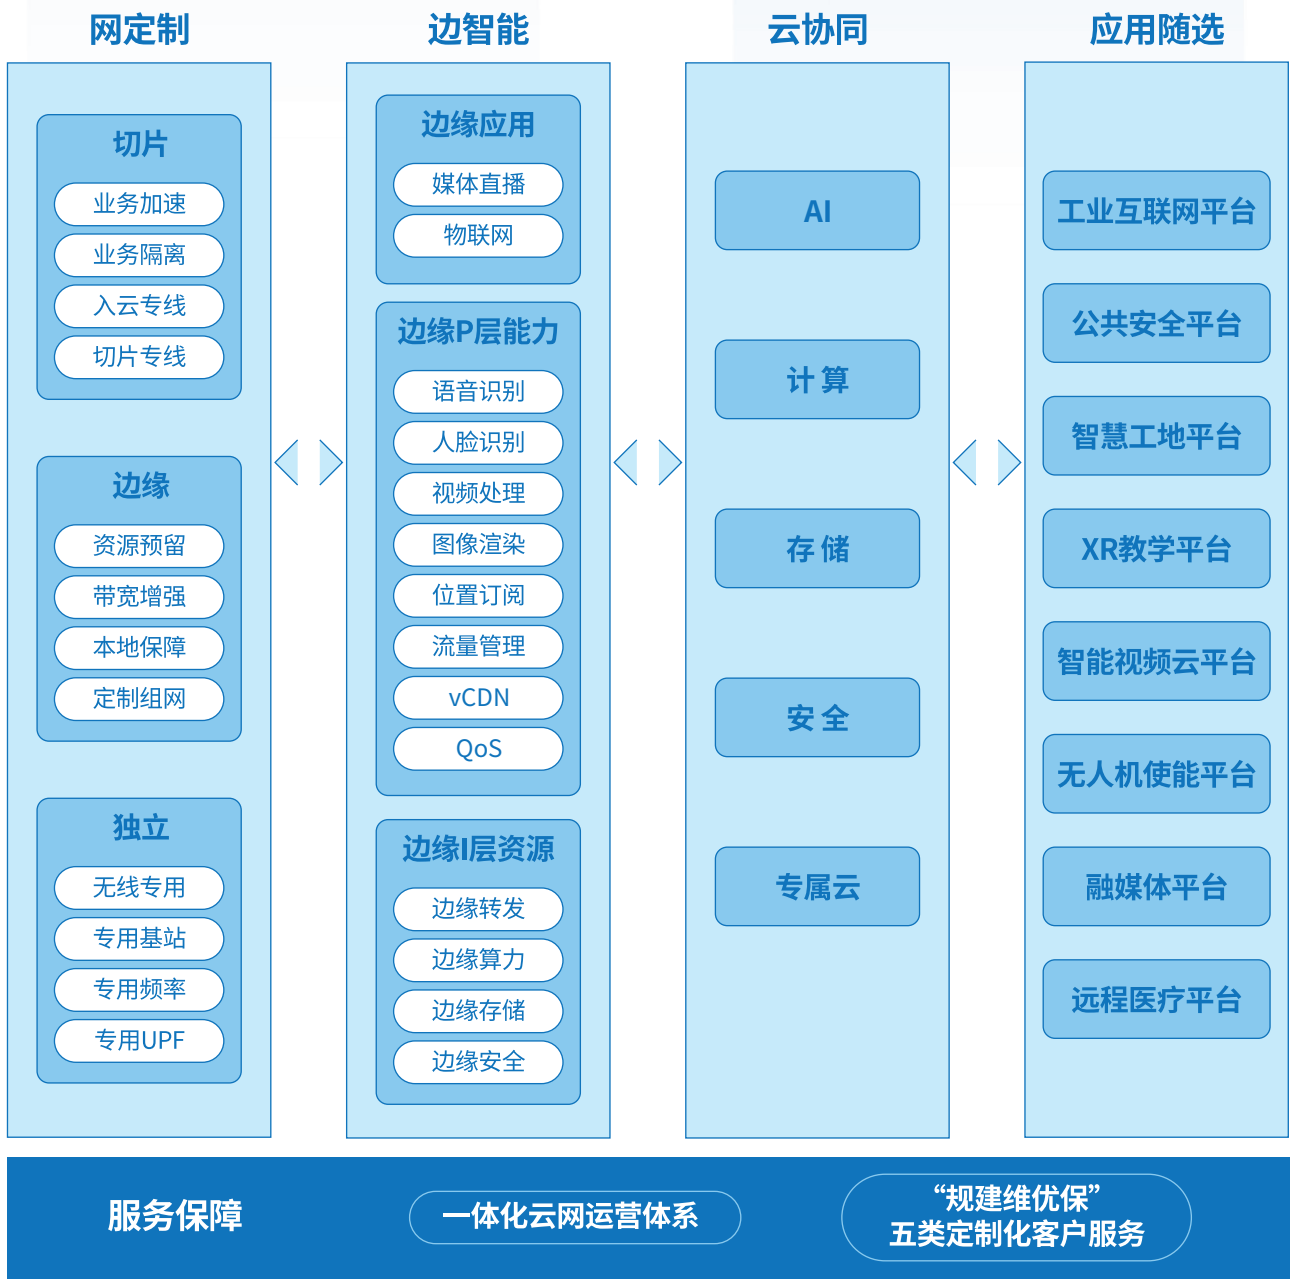 网定制
切片
业务加速
业务隔离
入云专线
切片专线
边缘
资源预留
带宽增强
本地保障
定制组网
独立
无线专用
专用基站
专用频率
专用UPF
边智能
边缘应用
媒体直播
物联网
边缘P层能力
语音识别
人脸识别
视频处理
图像渲染
位置订阅
流量管理
vCDN
QoS
边缘I层资源
边缘转发
边缘算力
边缘存储
边缘安全
云协同
AI
计 算
存 储
安 全
专属云
应用随选
工业互联网平台
公共安全平台
智慧工地平台
XR教学平台
智能视频云平台
无人机使能平台
融媒体平台
远程医疗平台
服务保障
一体化云网运营体系
“规建维优保”
五类定制化客户服务